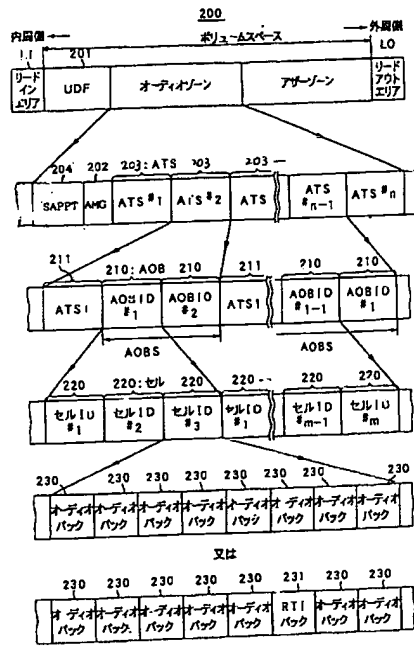 200
内周側
ボリュームスペース
外周側
LI
201
LO
リードインエリア
UDF
オーディオゾーン
アザーゾーン
リードアウトエリア
204 202 203:ATS 203 203
SAPPT AMG ATS #1 ATS #2 ATS ATS #n-1 ATS #n
211 210:AOB 210 211 210 210
ATSI AOBID #1 AOBID #2 ATSI AOBID #l-1 AOBID #l
AOBS AOBS
220 220:セル 220 220 220 220
セルID #1 セルID #2 セルID #3 セルID #1 セルID #m-1 セルID #m
230 230 230 230 230 230 230 230
オーディオパック オーディオパック オーディオパック オーディオパック オーディオパック オーディオパック オーディオパック オーディオパック
又は
230 230 230 230 230 231 230 230
オーディオパック オーディオパック オーディオパック オーディオパック オーディオパック RTIパック オーディオパック オーディオパック